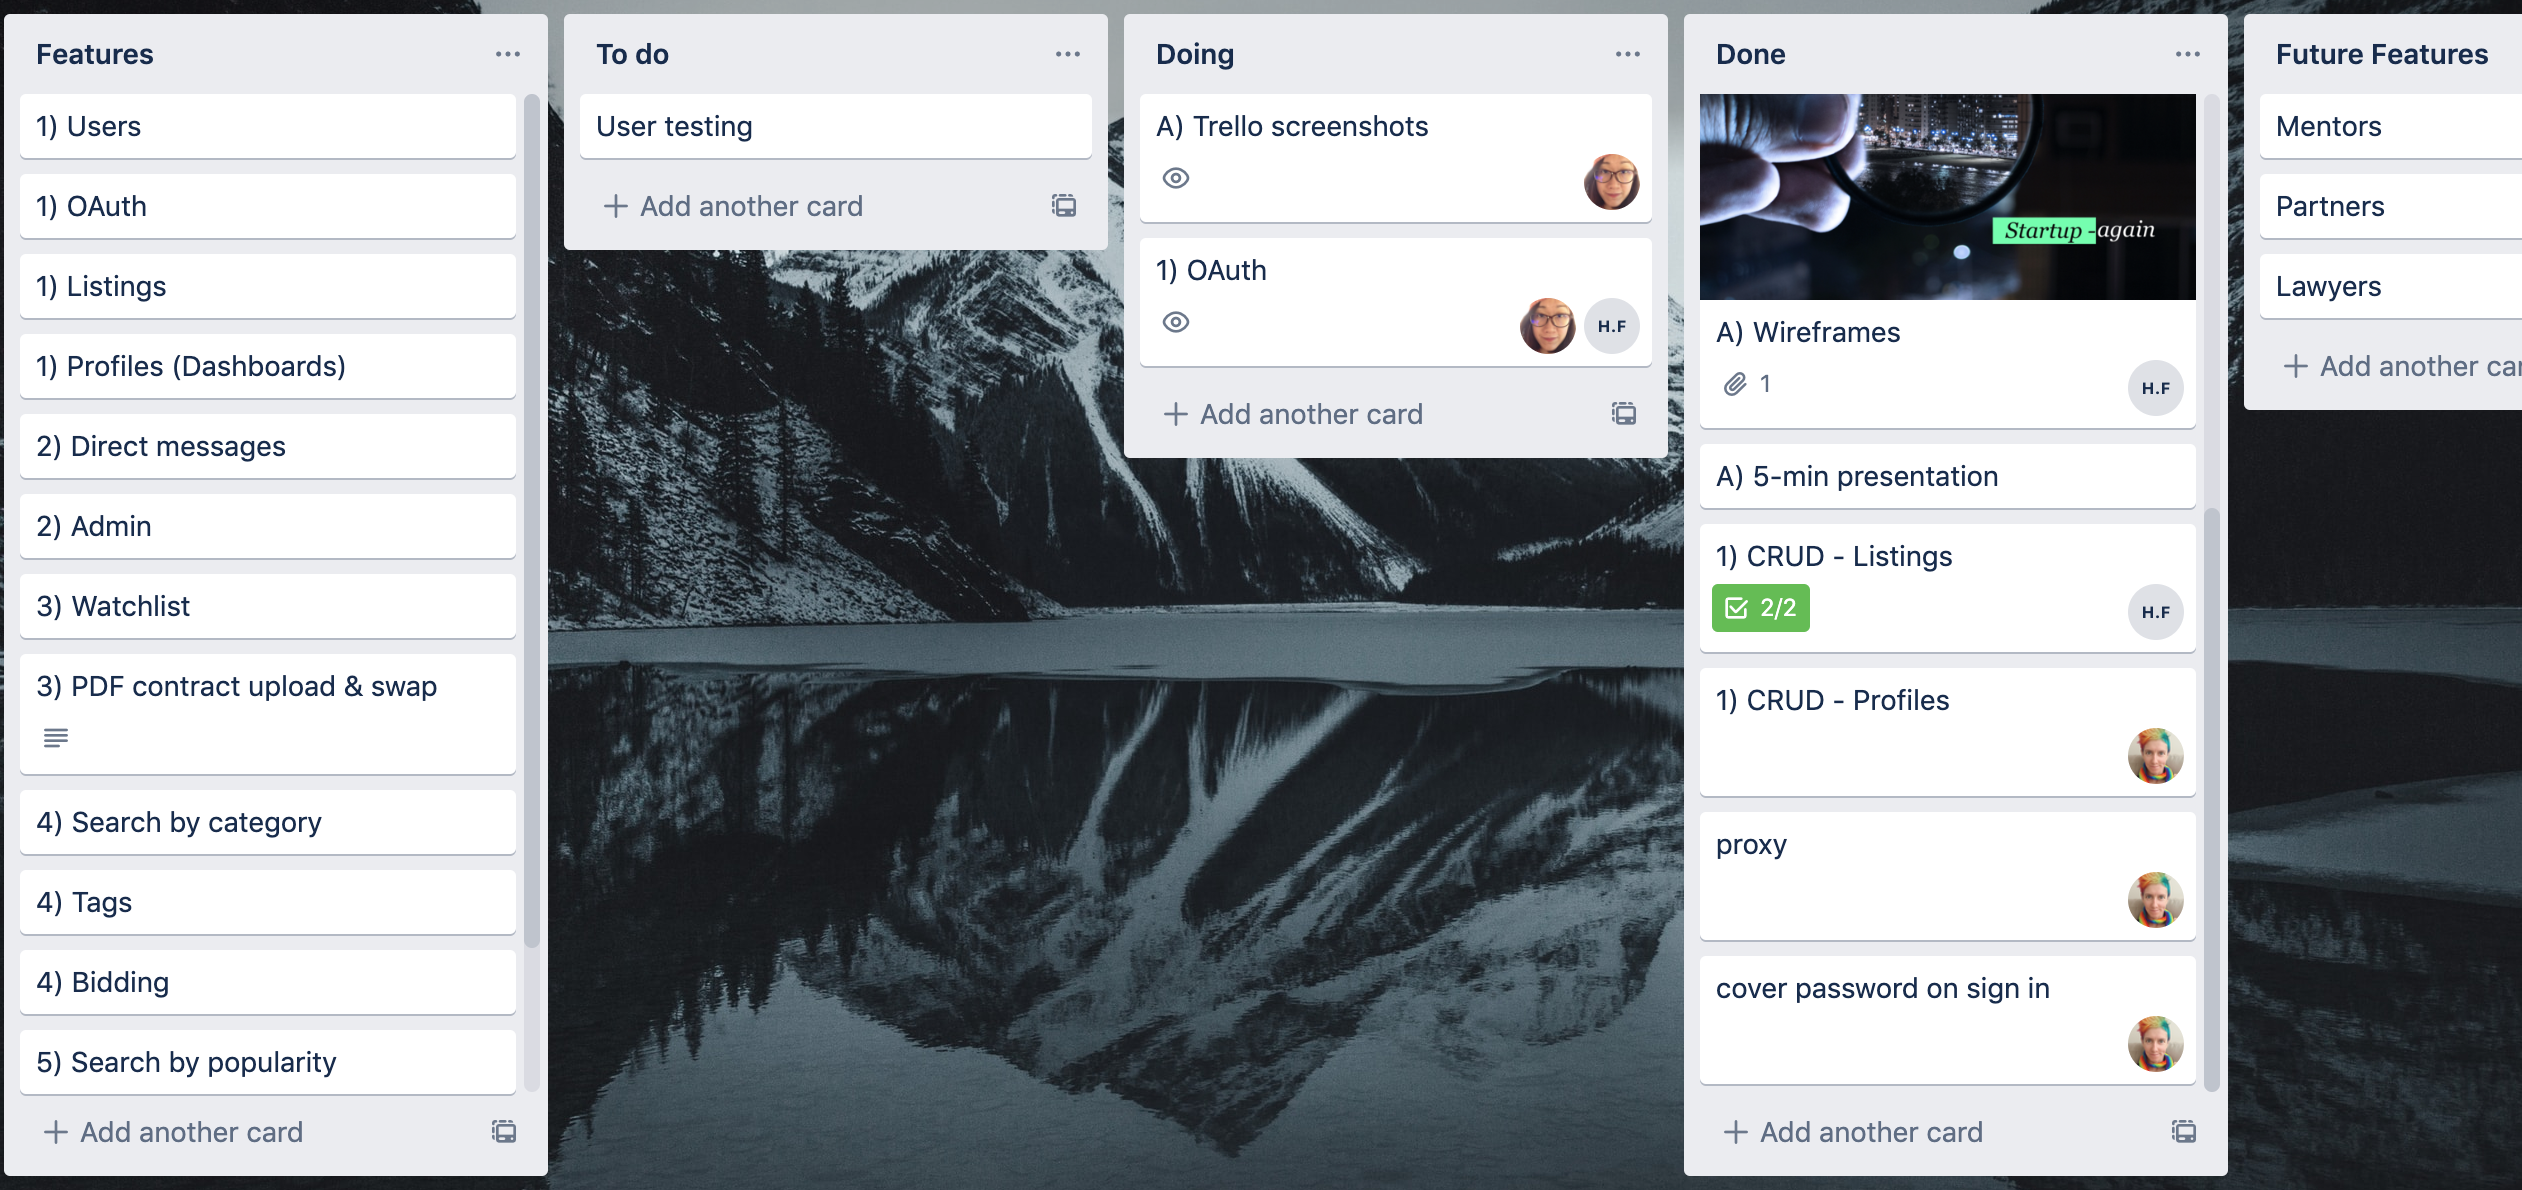 Features
1) Users
1) OAuth
1) Listings
1) Profiles (Dashboards)
2) Direct messages
2) Admin
3) Watchlist
3) PDF contract upload & swap
4) Search by category
4) Tags
4) Bidding
5) Search by popularity
+ Add another card
To do
User testing
+ Add another card
Doing
A) Trello screenshots
1) OAuth
H.F
+ Add another card
Done
Startup -again
A) Wireframes
1
H.F
A) 5-min presentation
1) CRUD - Listings
2/2
H.F
1) CRUD - Profiles
proxy
cover password on sign in
+ Add another card
Future Features
Mentors
Partners
Lawyers
+ Add another car